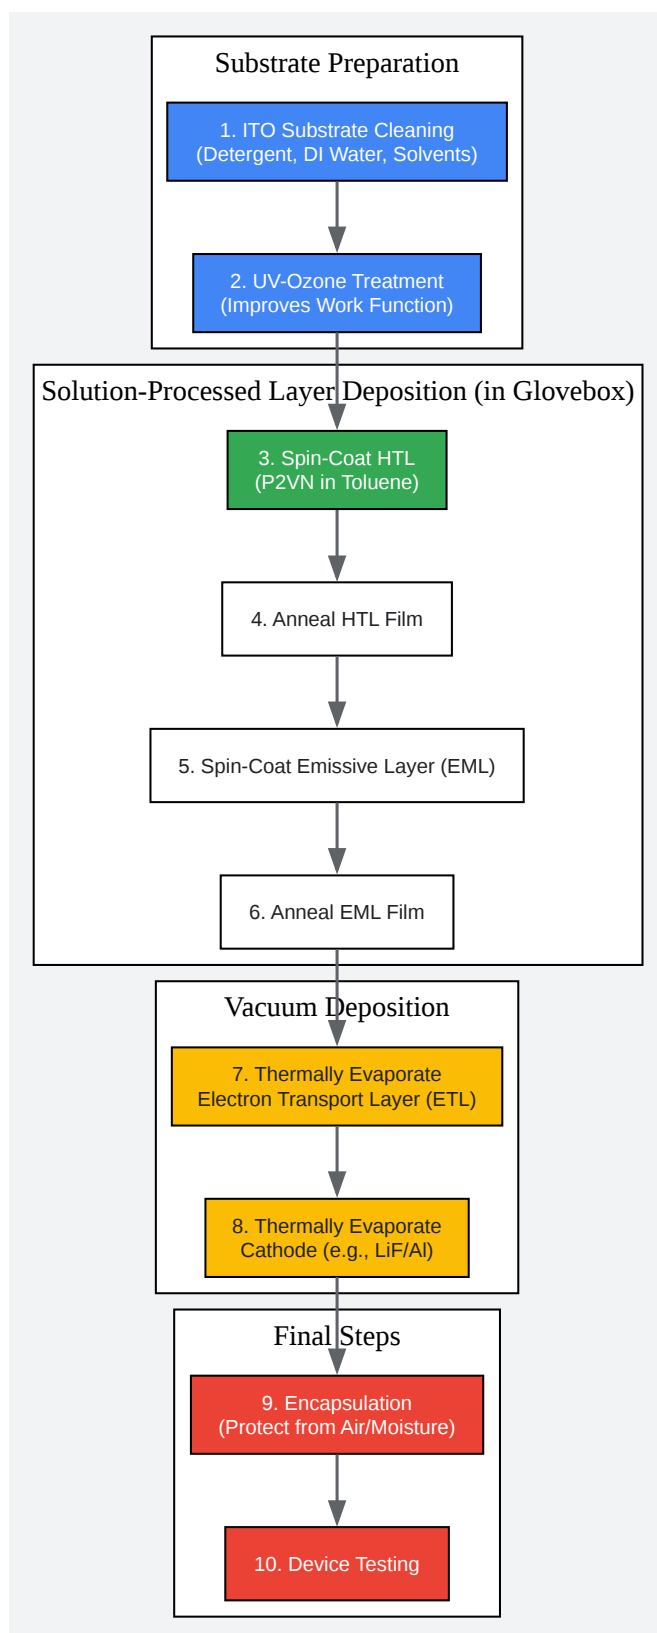 Substrate Preparation
1. ITO Substrate Cleaning
(Detergent, DI Water, Solvents)
2. UV-Ozone Treatment
(Improves Work Function)
Solution-Processed Layer Deposition (in Glovebox)
3. Spin-Coat HTL
(P2VN in Toluene)
4. Anneal HTL Film
5. Spin-Coat Emissive Layer (EML)
6. Anneal EML Film
Vacuum Deposition
7. Thermally Evaporate
Electron Transport Layer (ETL)
8. Thermally Evaporate
Cathode (e.g., LiF/Al)
Final Steps
9. Encapsulation
(Protect from Air/Moisture)
10. Device Testing